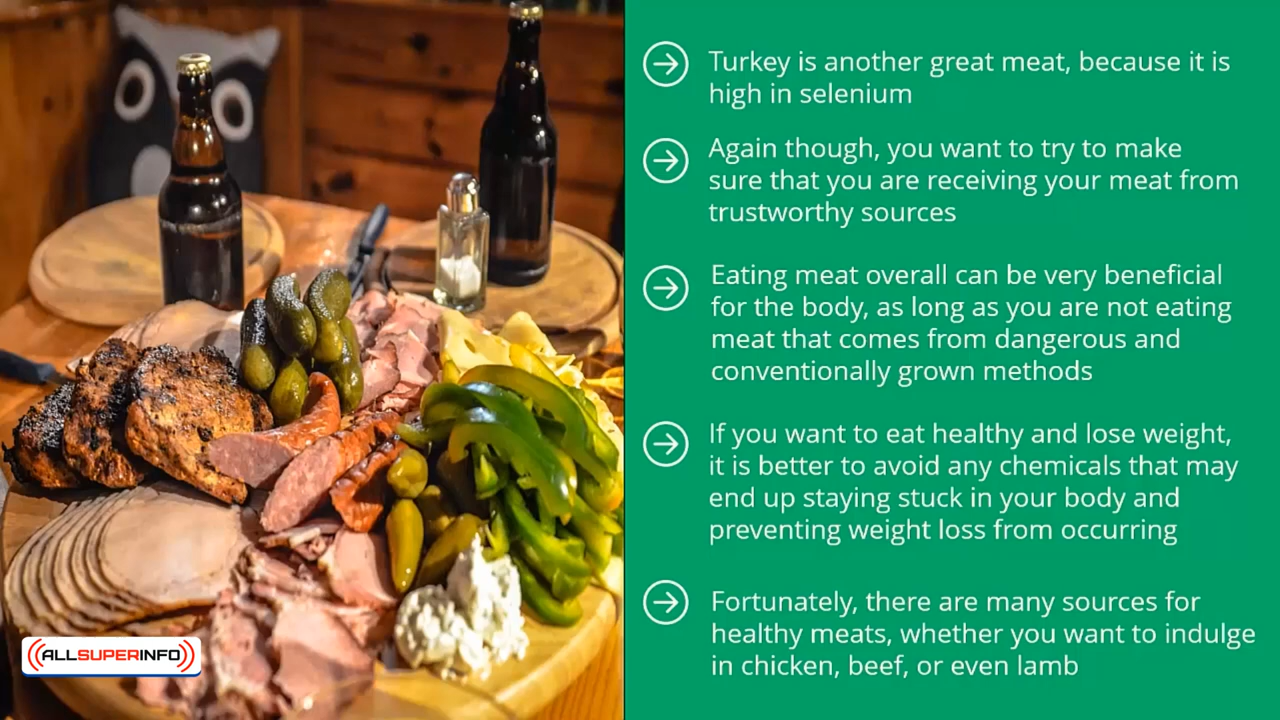 Turkey is another great meat, because it is
high in selenium
Again though, you want to try to make
sure that you are receiving your meat from
trustworthy sources
Eating meat overall can be very beneficial
for the body, as long as you are not eating
meat that comes from dangerous and
conventionally grown methods
If you want to eat healthy and lose weight,
it is better to avoid any chemicals that may
end up staying stuck in your body and
preventing weight loss from occurring
Fortunately, there are many sources for
healthy meats, whether you want to indulge
in chicken, beef, or even lamb
ALLSUPERINFO